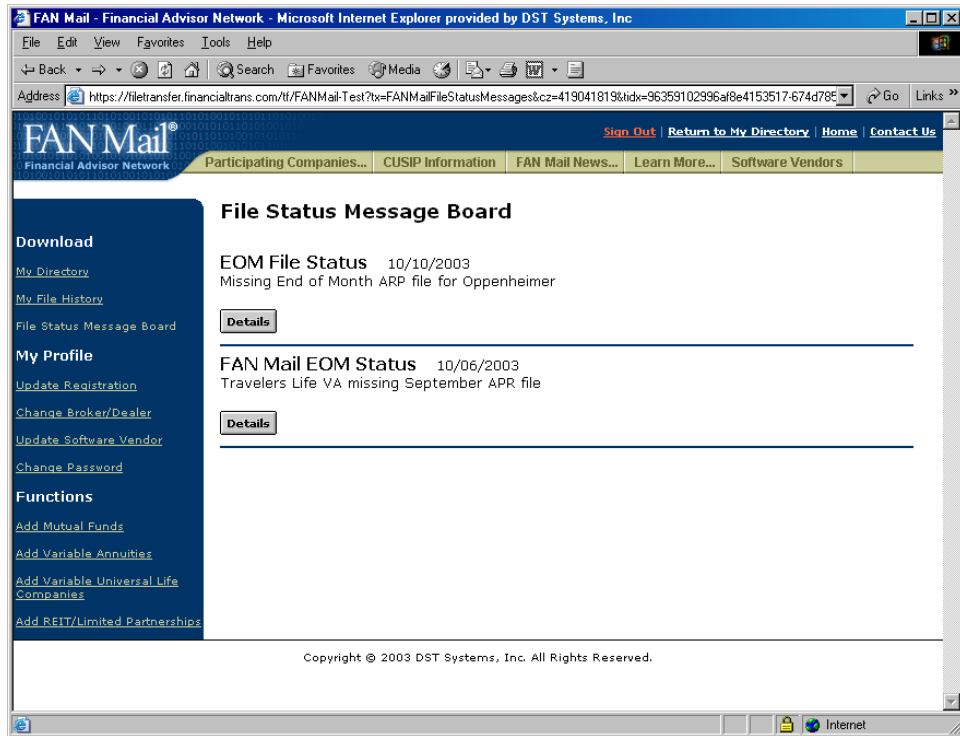 FAN Mail - Financial Advisor Network - Microsoft Internet Explorer provided by DST Systems, Inc
File Edit View Favorites Tools Help
Back Search Favorites Media
Address https://filetransfer.financialtrans.com/tf/FANMail-Test?tx=FANMailFileStatusMessages&cz=419041819&tidx=96359102996af8e4153517-674d785 Go Links »
FAN Mail®
Financial Advisor Network
Sign Out | Return to My Directory | Home | Contact Us
Participating Companies... CUSIP Information FAN Mail News... Learn More... Software Vendors
Download
My Directory
My File History
File Status Message Board
My Profile
Update Registration
Change Broker/Dealer
Update Software Vendor
Change Password
Functions
Add Mutual Funds
Add Variable Annuities
Add Variable Universal Life
Companies
Add REIT/Limited Partnerships
File Status Message Board
EOM File Status 10/10/2003
Missing End of Month ARP file for Oppenheimer
Details
FAN Mail EOM Status 10/06/2003
Travelers Life VA missing September APR file
Details
Copyright © 2003 DST Systems, Inc. All Rights Reserved.
Internet